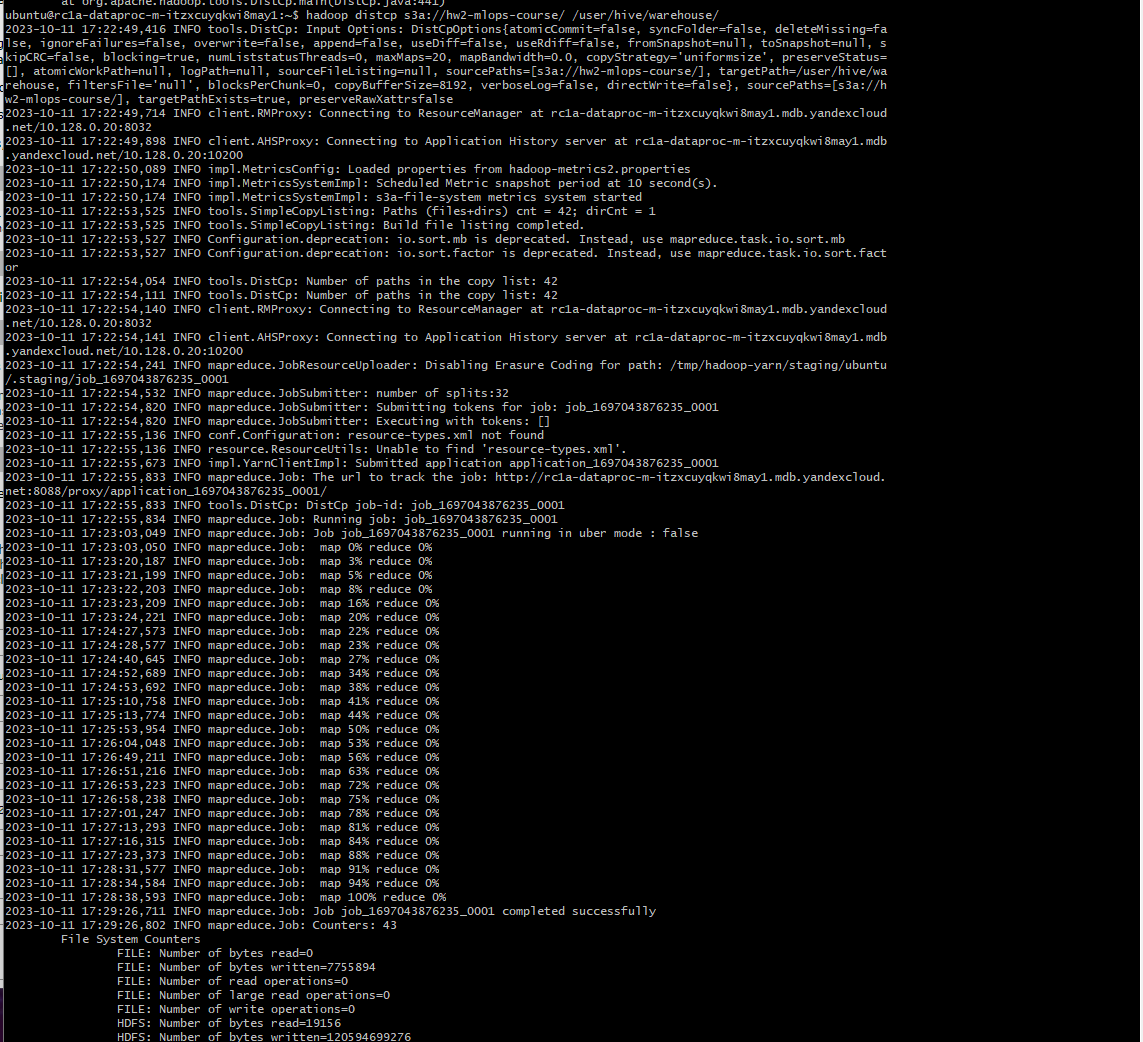 at org.apache.hadoop.tools.DistCp.main(DistCp.java:441)
ubuntu@rc1a-dataproc-m-itzxcuyqkwi8may1:~$ hadoop distcp s3a://hw2-mlops-course/ /user/hive/warehouse/
2023-10-11 17:22:49,416 INFO tools.DistCp: Input Options: DistCpOptions{atomicCommit=false, syncFolder=false, deleteMissing=fa
lse, ignoreFailures=false, overwrite=false, append=false, useDiff=false, useRdiff=false, fromSnapshot=null, toSnapshot=null, s
kipCRC=false, blocking=true, numListstatusThreads=0, maxMaps=20, mapBandwidth=0.0, copyStrategy='uniformsize', preserveStatus=
[], atomicWorkPath=null, logPath=null, sourceFileListing=null, sourcePaths=[s3a://hw2-mlops-course/], targetPath=/user/hive/wa
rehouse, filtersFile='null', blocksPerChunk=0, copyBufferSize=8192, verboseLog=false, directWrite=false}, sourcePaths=[s3a://h
w2-mlops-course/], targetPathExists=true, preserveRawXattrsfalse
2023-10-11 17:22:49,714 INFO client.RMProxy: Connecting to ResourceManager at rc1a-dataproc-m-itzxcuyqkwi8may1.mdb.yandexcloud
.net/10.128.0.20:8032
2023-10-11 17:22:49,898 INFO client.AHSProxy: Connecting to Application History server at rc1a-dataproc-m-itzxcuyqkwi8may1.mdb
.yandexcloud.net/10.128.0.20:10200
2023-10-11 17:22:50,089 INFO impl.MetricsConfig: Loaded properties from hadoop-metrics2.properties
2023-10-11 17:22:50,174 INFO impl.MetricsSystemImpl: Scheduled Metric snapshot period at 10 second(s).
2023-10-11 17:22:50,174 INFO impl.MetricsSystemImpl: s3a-file-system metrics system started
2023-10-11 17:22:53,525 INFO tools.SimpleCopyListing: Paths (files+dirs) cnt = 42; dirCnt = 1
2023-10-11 17:22:53,525 INFO tools.SimpleCopyListing: Build file listing completed.
2023-10-11 17:22:53,527 INFO Configuration.deprecation: io.sort.mb is deprecated. Instead, use mapreduce.task.io.sort.mb
2023-10-11 17:22:53,527 INFO Configuration.deprecation: io.sort.factor is deprecated. Instead, use mapreduce.task.io.sort.fact
or
2023-10-11 17:22:54,054 INFO tools.DistCp: Number of paths in the copy list: 42
2023-10-11 17:22:54,111 INFO tools.DistCp: Number of paths in the copy list: 42
2023-10-11 17:22:54,140 INFO client.RMProxy: Connecting to ResourceManager at rc1a-dataproc-m-itzxcuyqkwi8may1.mdb.yandexcloud
.net/10.128.0.20:8032
2023-10-11 17:22:54,141 INFO client.AHSProxy: Connecting to Application History server at rc1a-dataproc-m-itzxcuyqkwi8may1.mdb
.yandexcloud.net/10.128.0.20:10200
2023-10-11 17:22:54,241 INFO mapreduce.JobResourceUploader: Disabling Erasure Coding for path: /tmp/hadoop-yarn/staging/ubuntu
/.staging/job_1697043876235_0001
2023-10-11 17:22:54,532 INFO mapreduce.JobSubmitter: number of splits:32
2023-10-11 17:22:54,820 INFO mapreduce.JobSubmitter: Submitting tokens for job: job_1697043876235_0001
2023-10-11 17:22:54,820 INFO mapreduce.JobSubmitter: Executing with tokens: []
2023-10-11 17:22:55,136 INFO conf.Configuration: resource-types.xml not found
2023-10-11 17:22:55,136 INFO resource.ResourceUtils: Unable to find 'resource-types.xml'.
2023-10-11 17:22:55,673 INFO impl.YarnClientImpl: Submitted application application_1697043876235_0001
2023-10-11 17:22:55,833 INFO mapreduce.Job: The url to track the job: http://rc1a-dataproc-m-itzxcuyqkwi8may1.mdb.yandexcloud.
net:8088/proxy/application_1697043876235_0001/
2023-10-11 17:22:55,833 INFO tools.DistCp: DistCp job-id: job_1697043876235_0001
2023-10-11 17:22:55,834 INFO mapreduce.Job: Running job: job_1697043876235_0001
2023-10-11 17:23:03,049 INFO mapreduce.Job: Job job_1697043876235_0001 running in uber mode : false
2023-10-11 17:23:03,050 INFO mapreduce.Job:  map 0% reduce 0%
2023-10-11 17:23:20,187 INFO mapreduce.Job:  map 3% reduce 0%
2023-10-11 17:23:21,199 INFO mapreduce.Job:  map 5% reduce 0%
2023-10-11 17:23:22,203 INFO mapreduce.Job:  map 8% reduce 0%
2023-10-11 17:23:23,209 INFO mapreduce.Job:  map 16% reduce 0%
2023-10-11 17:23:24,221 INFO mapreduce.Job:  map 20% reduce 0%
2023-10-11 17:24:27,573 INFO mapreduce.Job:  map 22% reduce 0%
2023-10-11 17:24:28,577 INFO mapreduce.Job:  map 23% reduce 0%
2023-10-11 17:24:40,645 INFO mapreduce.Job:  map 27% reduce 0%
2023-10-11 17:24:52,689 INFO mapreduce.Job:  map 34% reduce 0%
2023-10-11 17:24:53,692 INFO mapreduce.Job:  map 38% reduce 0%
2023-10-11 17:25:10,758 INFO mapreduce.Job:  map 41% reduce 0%
2023-10-11 17:25:13,774 INFO mapreduce.Job:  map 44% reduce 0%
2023-10-11 17:25:53,954 INFO mapreduce.Job:  map 50% reduce 0%
2023-10-11 17:26:04,048 INFO mapreduce.Job:  map 53% reduce 0%
2023-10-11 17:26:49,211 INFO mapreduce.Job:  map 56% reduce 0%
2023-10-11 17:26:51,216 INFO mapreduce.Job:  map 63% reduce 0%
2023-10-11 17:26:53,223 INFO mapreduce.Job:  map 72% reduce 0%
2023-10-11 17:26:58,238 INFO mapreduce.Job:  map 75% reduce 0%
2023-10-11 17:27:01,247 INFO mapreduce.Job:  map 78% reduce 0%
2023-10-11 17:27:13,293 INFO mapreduce.Job:  map 81% reduce 0%
2023-10-11 17:27:16,315 INFO mapreduce.Job:  map 84% reduce 0%
2023-10-11 17:27:23,373 INFO mapreduce.Job:  map 88% reduce 0%
2023-10-11 17:28:31,577 INFO mapreduce.Job:  map 91% reduce 0%
2023-10-11 17:28:34,584 INFO mapreduce.Job:  map 94% reduce 0%
2023-10-11 17:28:38,593 INFO mapreduce.Job:  map 100% reduce 0%
2023-10-11 17:29:26,711 INFO mapreduce.Job: Job job_1697043876235_0001 completed successfully
2023-10-11 17:29:26,802 INFO mapreduce.Job: Counters: 43
File System Counters
FILE: Number of bytes read=0
FILE: Number of bytes written=7755894
FILE: Number of read operations=0
FILE: Number of large read operations=0
FILE: Number of write operations=0
HDFS: Number of bytes read=19156
HDFS: Number of bytes written=120594699276